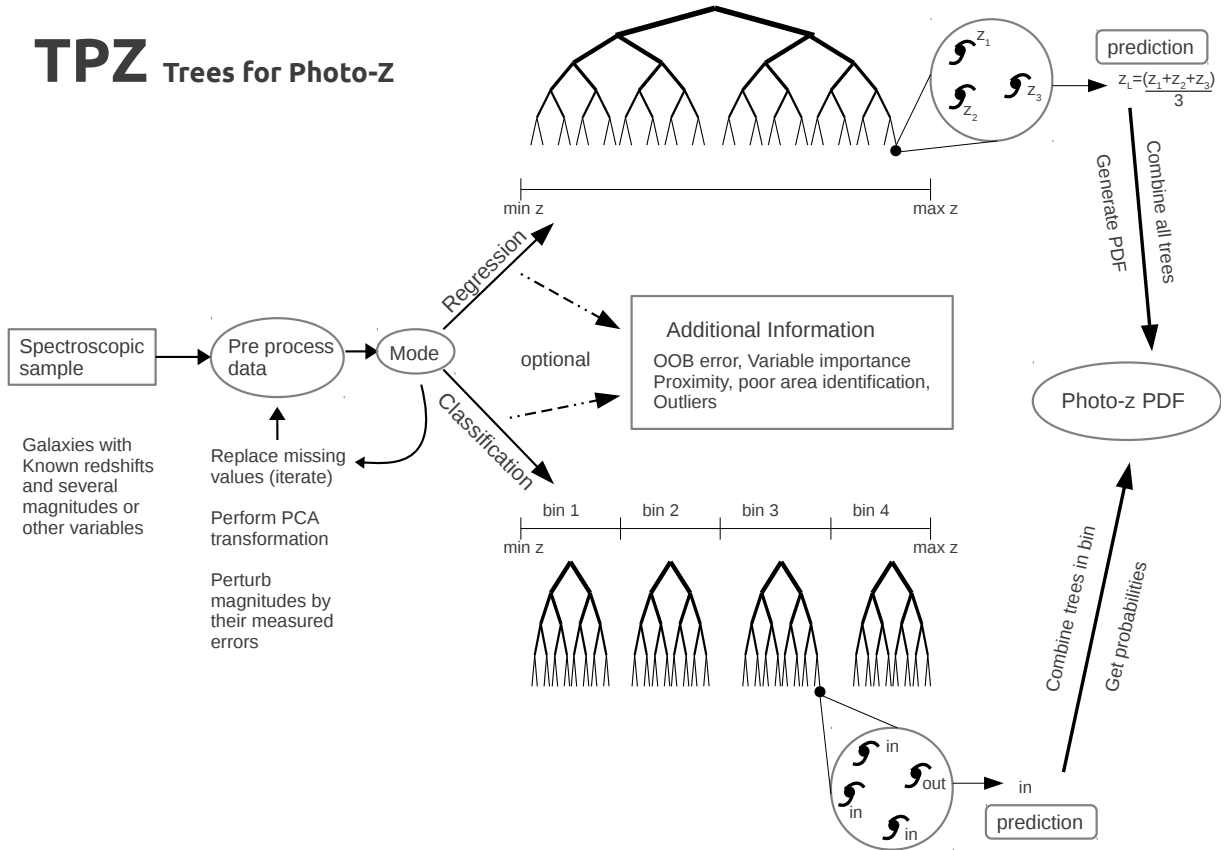 TPZ Trees for Photo-Z
z1
z2
z3
prediction
zL=(z1+z2+z3)
3
min z
max z
Combine all trees
Generate PDF
Regression
Spectroscopic
sample
Pre process
data
Mode
optional
Additional Information
OOB error, Variable importance
Proximity, poor area identification,
Outliers
Photo-z PDF
Classification
Galaxies with
Known redshifts
and several
magnitudes or
other variables
Replace missing
values (iterate)
Perform PCA
transformation
Perturb
magnitudes by
their measured
errors
bin 1
bin 2
bin 3
bin 4
min z
max z
Combine trees in bin
Get probabilities
in
out
in
in
in
prediction